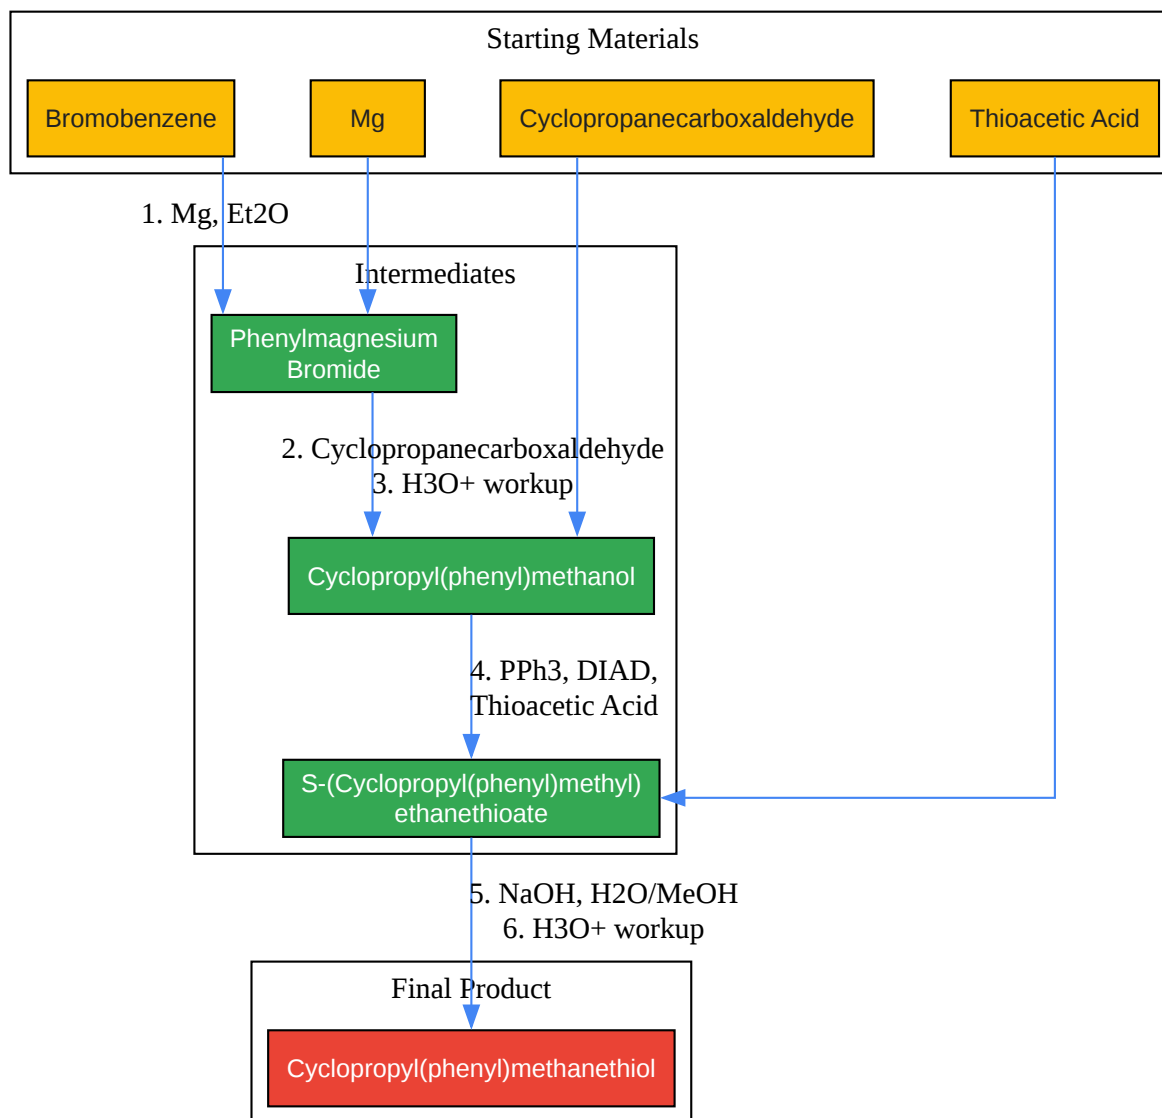 Starting Materials
Bromobenzene
Mg
Cyclopropanecarboxaldehyde
Thioacetic Acid
1. Mg, Et2O
Intermediates
Phenylmagnesium
Bromide
2. Cyclopropanecarboxaldehyde
3. H3O+ workup
Cyclopropyl(phenyl)methanol
4. PPh3, DIAD,
Thioacetic Acid
S-(Cyclopropyl(phenyl)methyl)
ethanethioate
5. NaOH, H2O/MeOH
6. H3O+ workup
Final Product
Cyclopropyl(phenyl)methanethiol